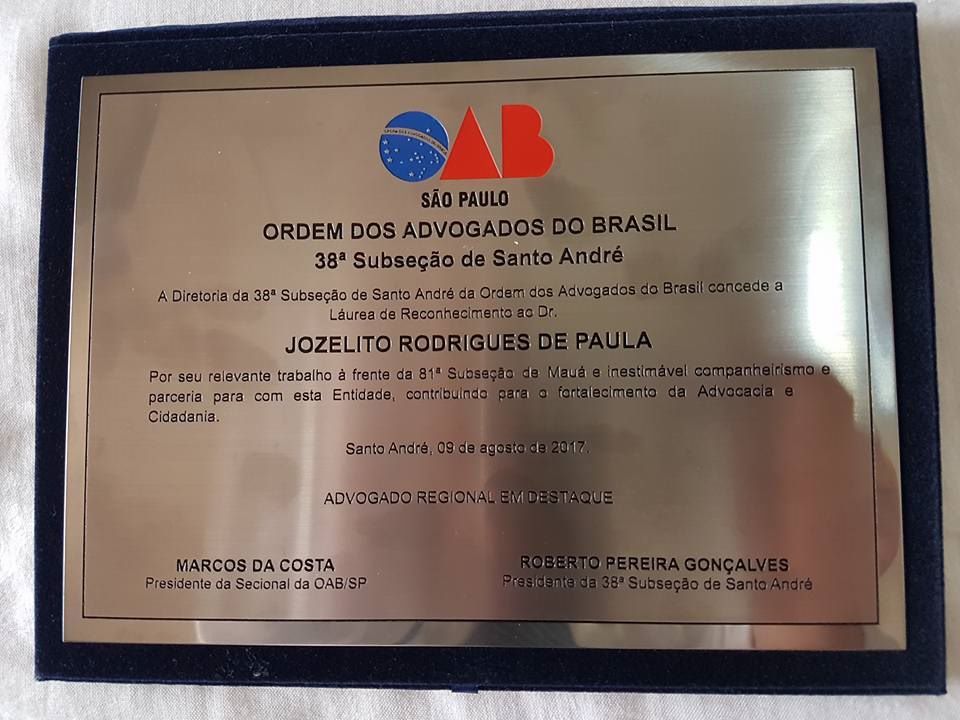 OAB
SÃO PAULO
ORDEM DOS ADVOGADOS DO BRASIL
38ª Subseção de Santo André
A Diretoria da 38ª Subseção de Santo André da Ordem dos Advogados do Brasil concede a
Láurea de Reconhecimento ao Dr.
JOZELITO RODRIGUES DE PAULA
Por seu relevante trabalho à frente da 81ª Subseção de Mauá e inestimável companheirismo e
parceria para com esta Entidade, contribuindo para o fortalecimento da Advocacia e
Cidadania.
Santo André, 09 de agosto de 2017.
ADVOGADO REGIONAL EM DESTAQUE
MARCOS DA COSTA
Presidente da Secional da OAB/SP
ROBERTO PEREIRA GONÇALVES
Presidente da 38ª Subseção de Santo André